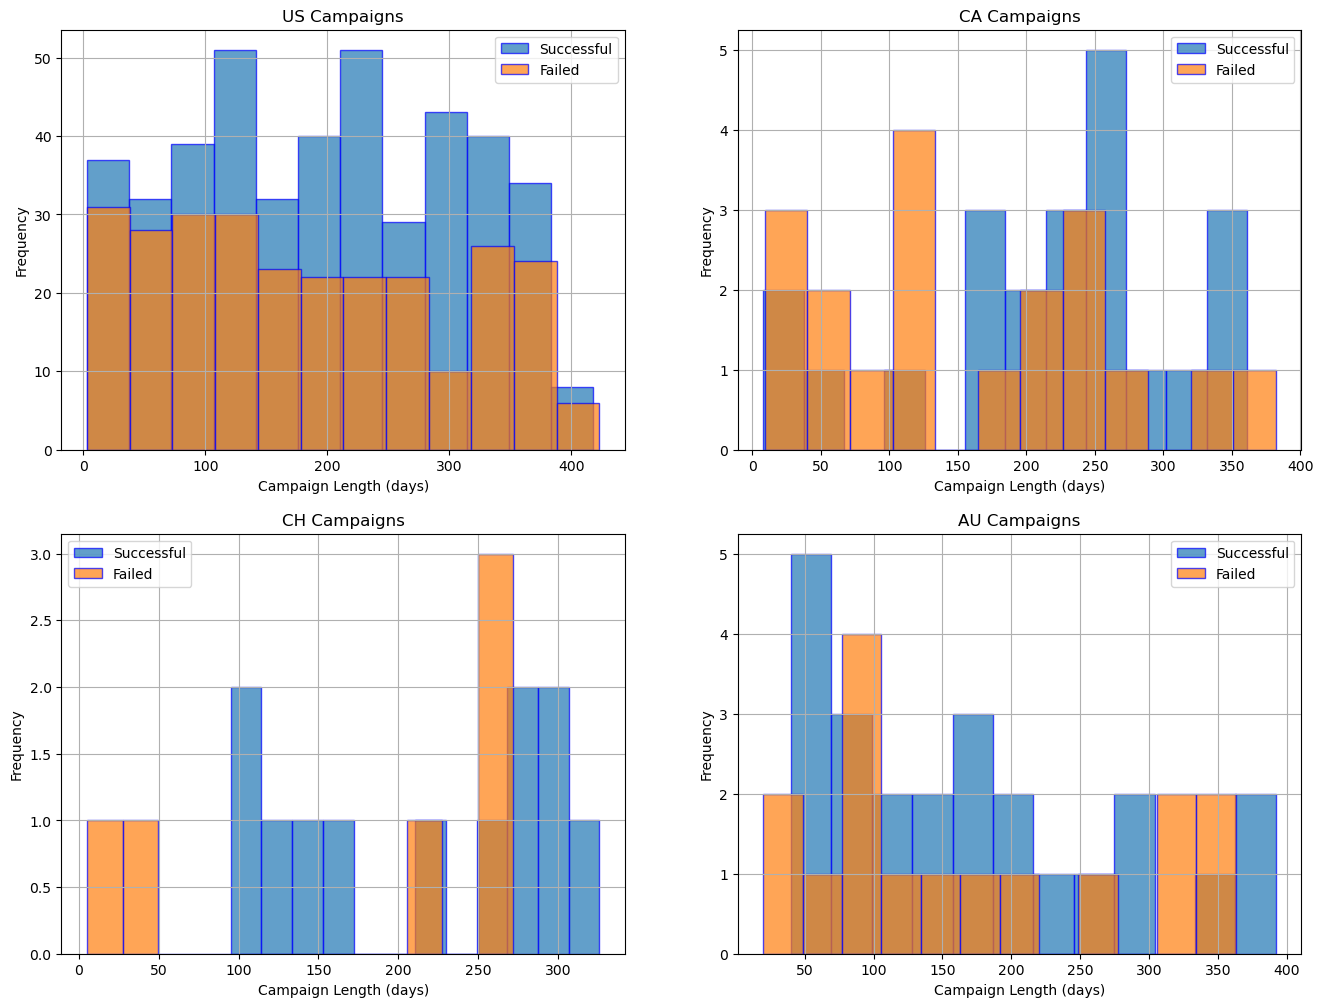 US Campaigns
Successful
Failed
Frequency
50
40
30
20
10
0
0 100 200 300 400
Campaign Length (days)
CA Campaigns
Successful
Failed
Frequency
5
4
3
2
1
0
0 50 100 150 200 250 300 350 400
Campaign Length (days)
CH Campaigns
Successful
Failed
Frequency
3.0
2.5
2.0
1.5
1.0
0.5
0.0
0 50 100 150 200 250 300
Campaign Length (days)
AU Campaigns
Successful
Failed
Frequency
5
4
3
2
1
0
50 100 150 200 250 300 350 400
Campaign Length (days)